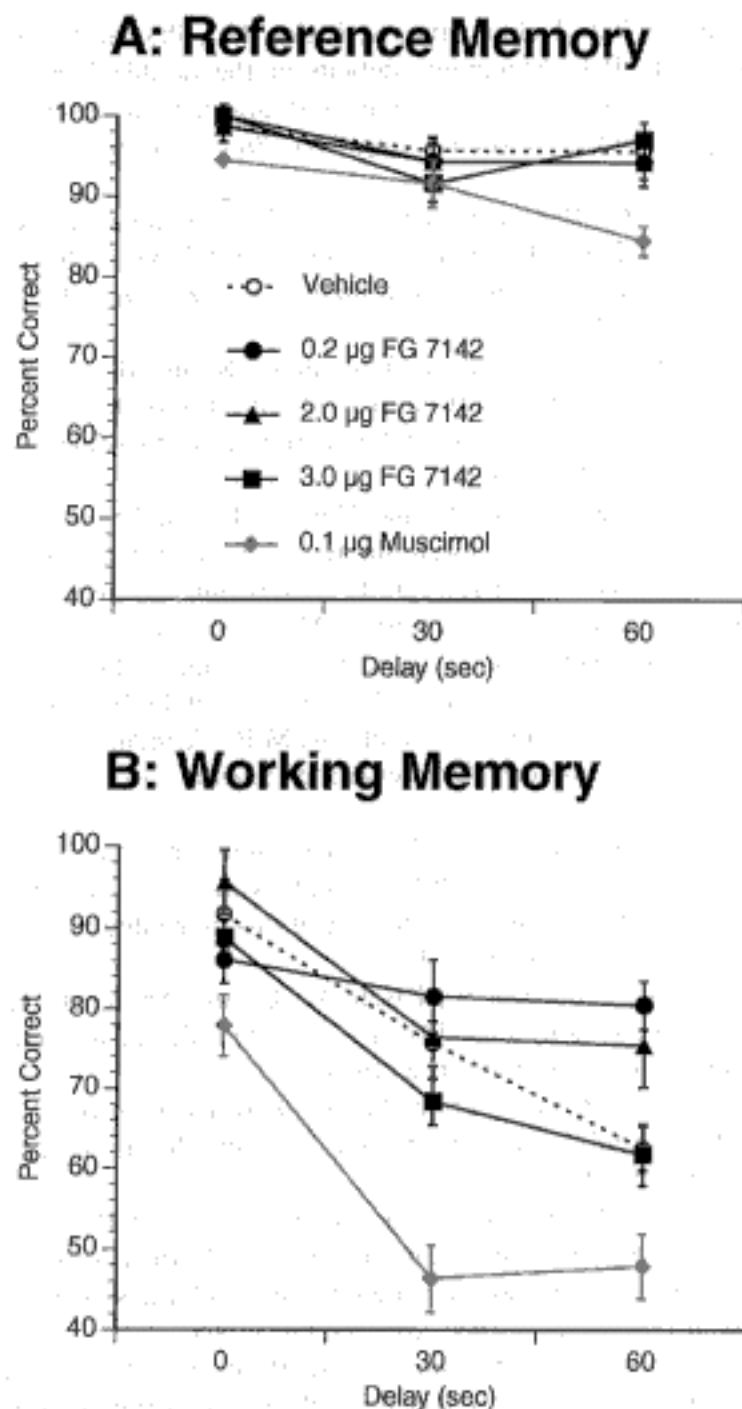 A: Reference Memory
100
90
80
70
60
50
40
Percent Correct
Vehicle
0.2 µg FG 7142
2.0 µg FG 7142
3.0 µg FG 7142
0.1 µg Muscimol
0 30 60
Delay (sec)
B: Working Memory
100
90
80
70
60
50
40
Percent Correct
0 30 60
Delay (sec)